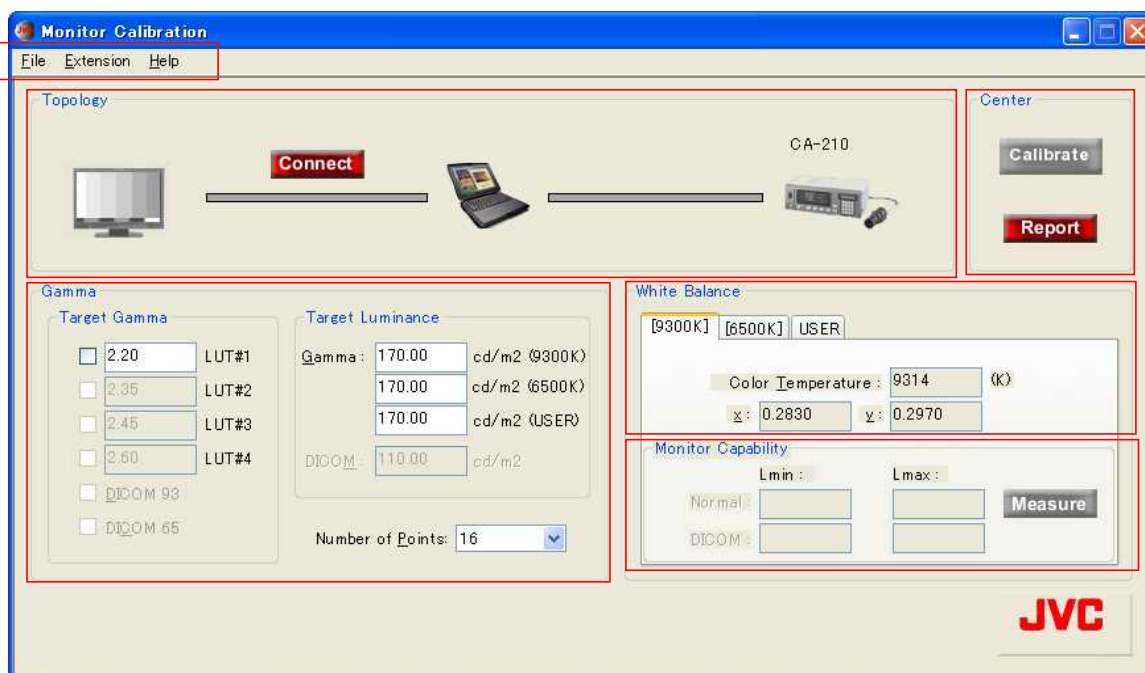 Monitor Calibration
File Extension Help
Topology
Connect
CA-210
Center
Calibrate
Report
Gamma
Target Gamma
2.20 LUT#1
2.35 LUT#2
2.45 LUT#3
2.60 LUT#4
DICOM 93
DICOM 65
Target Luminance
Gamma : 170.00 cd/m2 (9300K)
170.00 cd/m2 (6500K)
170.00 cd/m2 (USER)
DICOM : 110.00 cd/m2
Number of Points: 16
White Balance
[9300K] [6500K] USER
Color Temperature : 9314 (K)
x : 0.2830 y : 0.2970
Monitor Capability
Lmin : Lmax :
Normal :
Measure
DICOM :
JVC